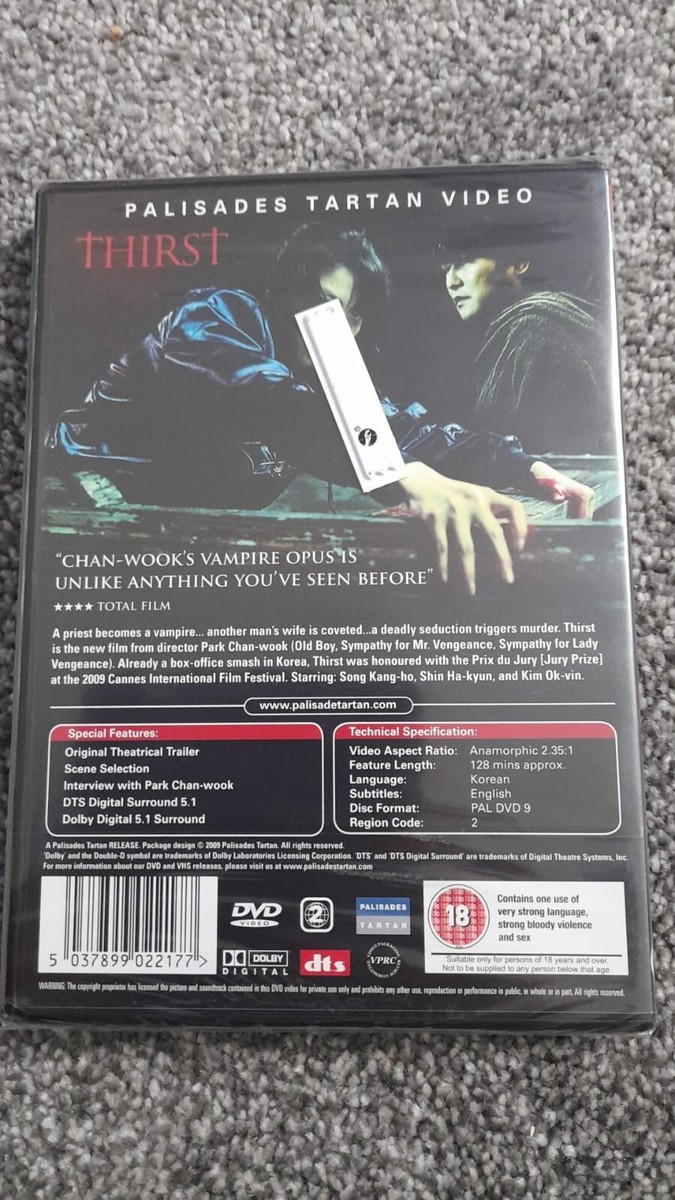 PALISADES TARTAN VIDEO
THIRST
“CHAN-WOOK'S VAMPIRE OPUS IS
UNLIKE ANYTHING YOU'VE SEEN BEFORE”
★★★★ TOTAL FILM
A priest becomes a vampire... another man's wife is coveted...a deadly seduction triggers murder. Thirst
is the new film from director Park Chan-wook (Old Boy, Sympathy for Mr. Vengeance, Sympathy for Lady
Vengeance). Already a box-office smash in Korea, Thirst was honoured with the Prix du Jury [Jury Prize]
at the 2009 Cannes International Film Festival. Starring: Song Kang-ho, Shin Ha-kyun, and Kim Ok-vin.
www.palisadetartan.com
Special Features:
Original Theatrical Trailer
Scene Selection
Interview with Park Chan-wook
DTS Digital Surround 5.1
Dolby Digital 5.1 Surround
Technical Specification:
Video Aspect Ratio: Anamorphic 2.35:1
Feature Length: 128 mins approx.
Language: Korean
Subtitles: English
Disc Format: PAL DVD 9
Region Code: 2
A Palisades Tartan RELEASE. Package design © 2009 Palisades Tartan. All rights reserved.
'Dolby' and the Double-D symbol are trademarks of Dolby Laboratories Licensing Corporation. 'DTS' and 'DTS Digital Surround' are trademarks of Digital Theatre Systems, Inc.
For more information about our DVD and VHS releases, please visit us at www.palisadestartan.com
5 037899 022177 >
DVD
VIDEO
2
PALISADES
TARTAN
DOLBY
DIGITAL
dts
VPRC
18
Contains one use of
very strong language,
strong bloody violence
and sex
Suitable only for persons of 18 years and over.
Not to be supplied to any person below that age.
WARNING: The copyright proprietor has licensed the picture and soundtrack contained in this DVD video for private use only and prohibits any other use, reproduction or performance in public, in whole or in part. All rights reserved.